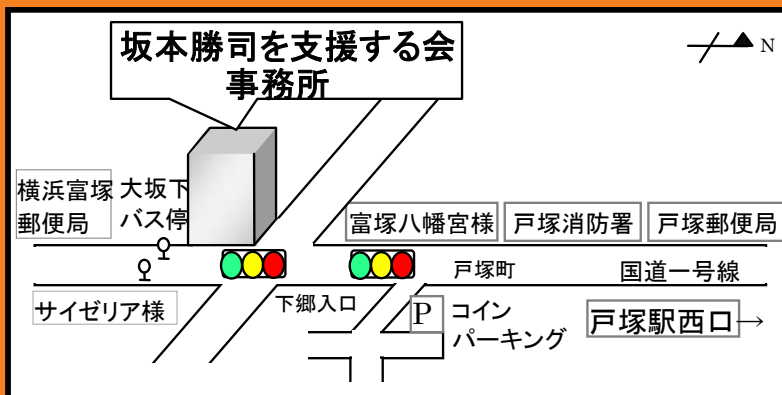 坂本勝司を支援する会
事務所
N
横浜富塚
郵便局
大坂下
バス停
富塚八幡宮様
戸塚消防署
戸塚郵便局
戸塚町
国道一号線
サイゼリア様
下郷入口
P
コイン
パーキング
戸塚駅西口→